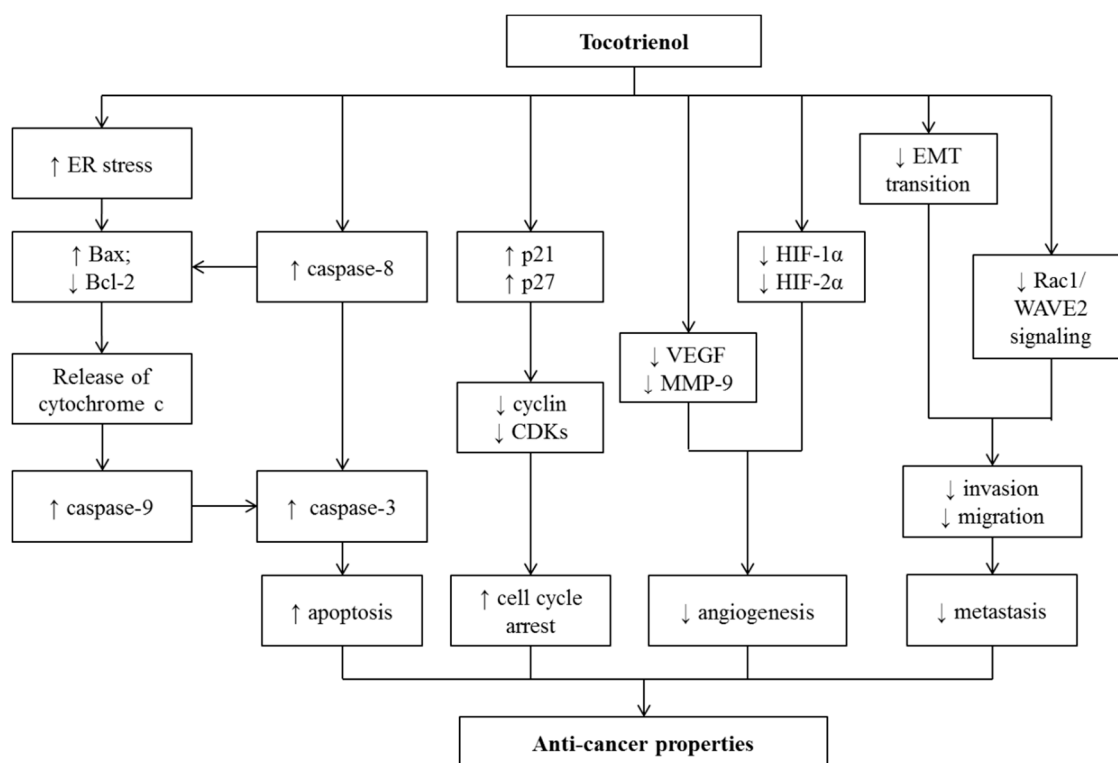 Tocotrienol
↑ ER stress
↓ EMT
transition
↑ Bax;
↓ Bcl-2
↑ caspase-8
↑ p21
↑ p27
↓ HIF-1α
↓ HIF-2α
↓ Rac1/
WAVE2
signaling
↓ VEGF
↓ MMP-9
Release of
cytochrome c
↓ cyclin
↓ CDKs
↑ caspase-9
↑ caspase-3
↓ invasion
↓ migration
↑ apoptosis
↑ cell cycle
arrest
↓ angiogenesis
↓ metastasis
Anti-cancer properties